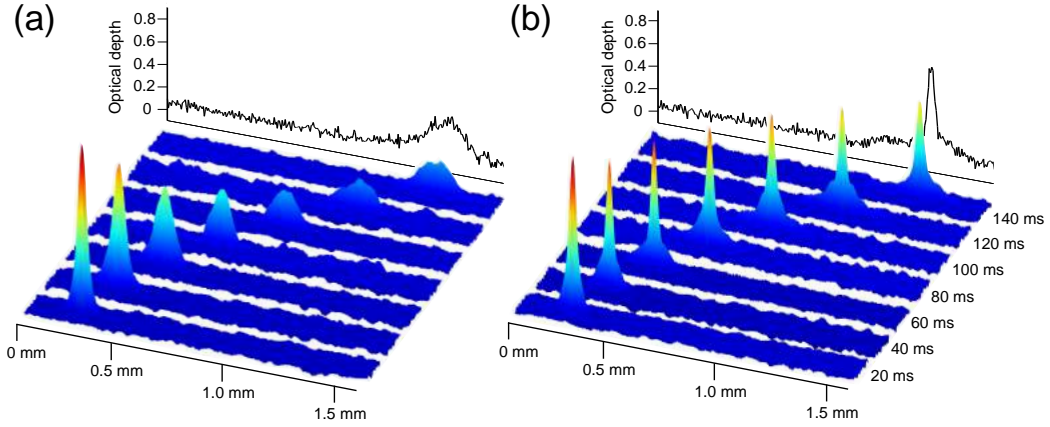 (a)
Optical depth
0.8
0.6
0.4
0.2
0
0 mm
0.5 mm
1.0 mm
1.5 mm
(b)
Optical depth
0.8
0.6
0.4
0.2
0
0 mm
0.5 mm
1.0 mm
1.5 mm
140 ms
120 ms
100 ms
80 ms
60 ms
40 ms
20 ms